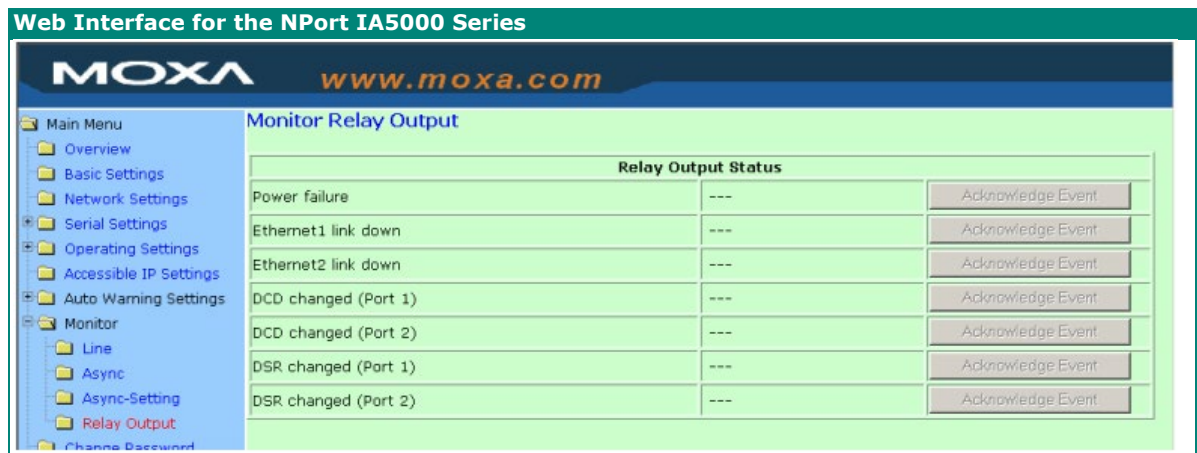 Web Interface for the NPort IA5000 Series
MOXA www.moxa.com
Main Menu
Overview
Basic Settings
Network Settings
Serial Settings
Operating Settings
Accessible IP Settings
Auto Warning Settings
Monitor
Line
Async
Async-Setting
Relay Output
Change Password
Monitor Relay Output
Relay Output Status
Power failure --- Acknowledge Event
Ethernet1 link down --- Acknowledge Event
Ethernet2 link down --- Acknowledge Event
DCD changed (Port 1) --- Acknowledge Event
DCD changed (Port 2) --- Acknowledge Event
DSR changed (Port 1) --- Acknowledge Event
DSR changed (Port 2) --- Acknowledge Event